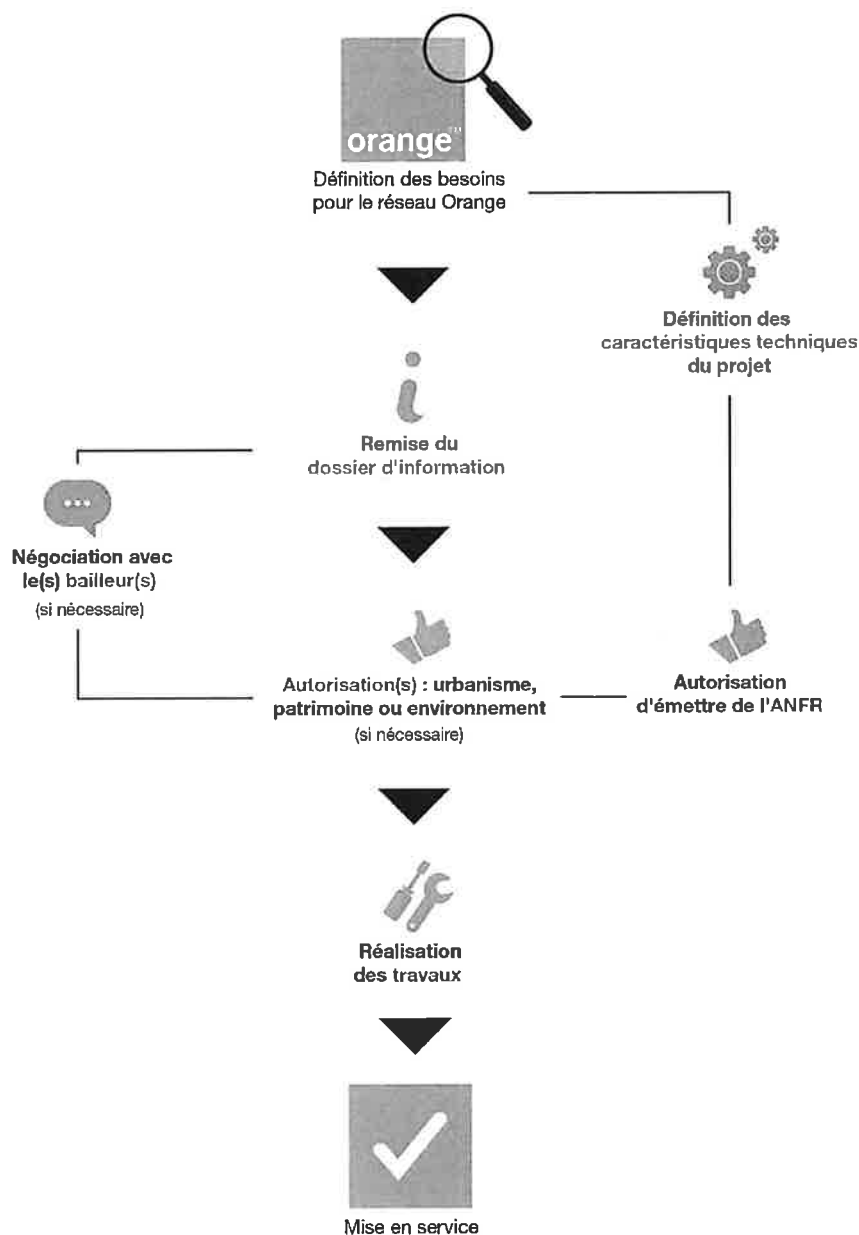 orange™
Définition des besoins
pour le réseau Orange
Définition des
caractéristiques techniques
du projet
Remise du
dossier d'information
Négociation avec
le(s) bailleur(s)
(si nécessaire)
Autorisation(s) : urbanisme,
patrimoine ou environnement
(si nécessaire)
Autorisation
d'émettre de l'ANFR
Réalisation
des travaux
Mise en service